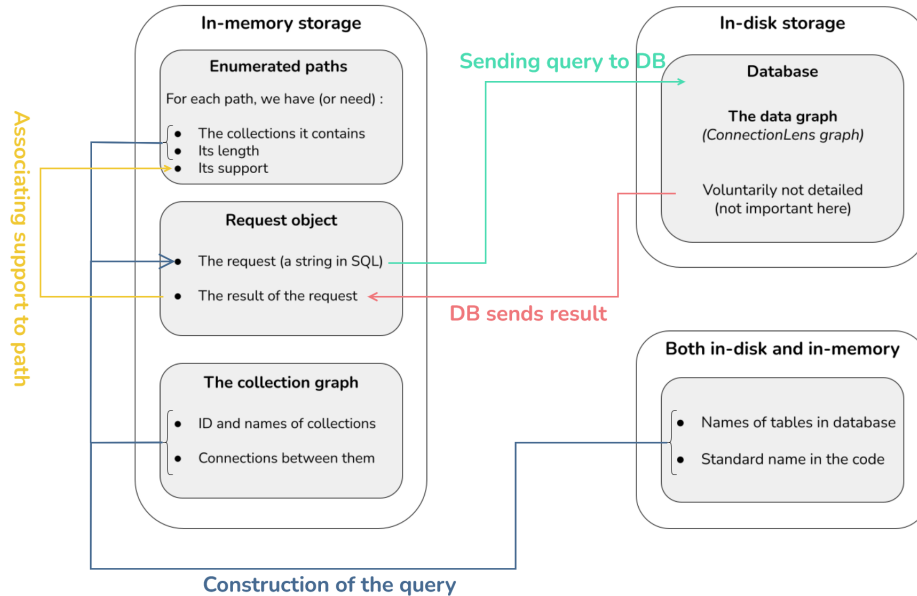 In-memory storage
Enumerated paths
For each path, we have (or need) :
● The collections it contains
● Its length
● Its support
Request object
● The request (a string in SQL)
● The result of the request
The collection graph
● ID and names of collections
● Connections between them
Associating support to path
Sending query to DB
DB sends result
Construction of the query
In-disk storage
Database
The data graph
(ConnectionLens graph)
Voluntarily not detailed
(not important here)
Both in-disk and in-memory
● Names of tables in database
● Standard name in the code